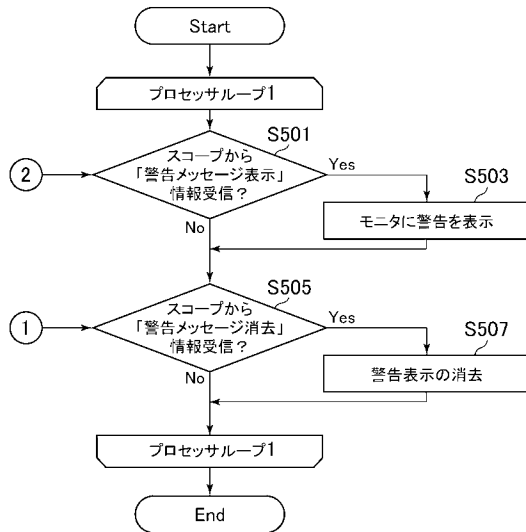 Start
プロセッサループ1
S501
スコープから
「警告メッセージ表示」
情報受信?
Yes
No
②
S503
モニタに警告を表示
S505
スコープから
「警告メッセージ消去」
情報受信?
Yes
No
①
S507
警告表示の消去
プロセッサループ1
End